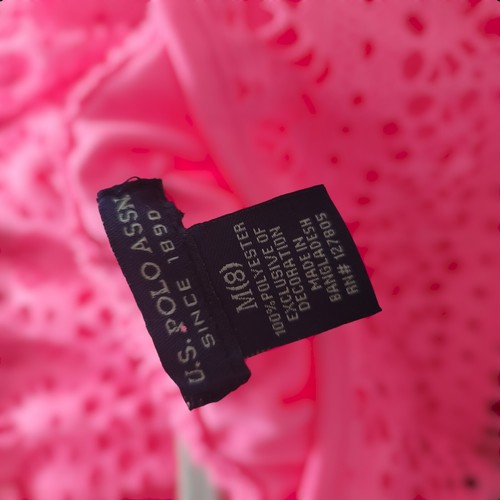 U.S. POLO ASSN
SINCE 1890
M(8)
100%POLYESTER
EXCLUSIVE OF
DECORATION
MADE IN
BANGLADESH
RN# 127805